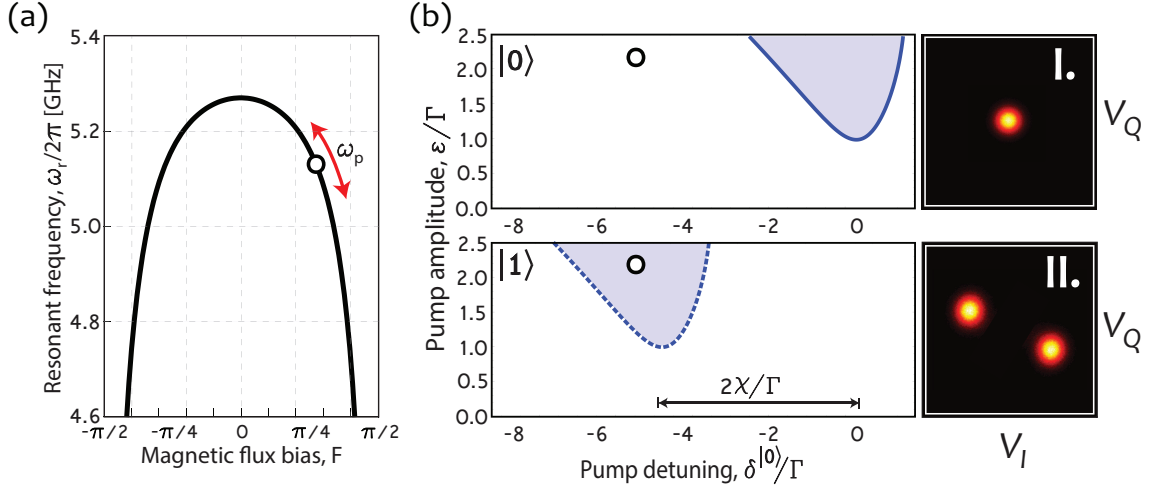 (a)
5.4
5.2
5.0
4.8
4.6
Resonant frequency, ωr/2π [GHz]
ωp
-π/2 -π/4 0 π/4 π/2
Magnetic flux bias, F
(b)
Pump amplitude, ε/Γ
2.5
2.0
1.5
1.0
0.5
0.0
|0⟩
-8 -6 -4 -2 0
I.
VQ
2.5
2.0
1.5
1.0
0.5
0.0
|1⟩
2χ/Γ
-8 -6 -4 -2 0
Pump detuning, δ|0⟩/Γ
II.
VQ
VI